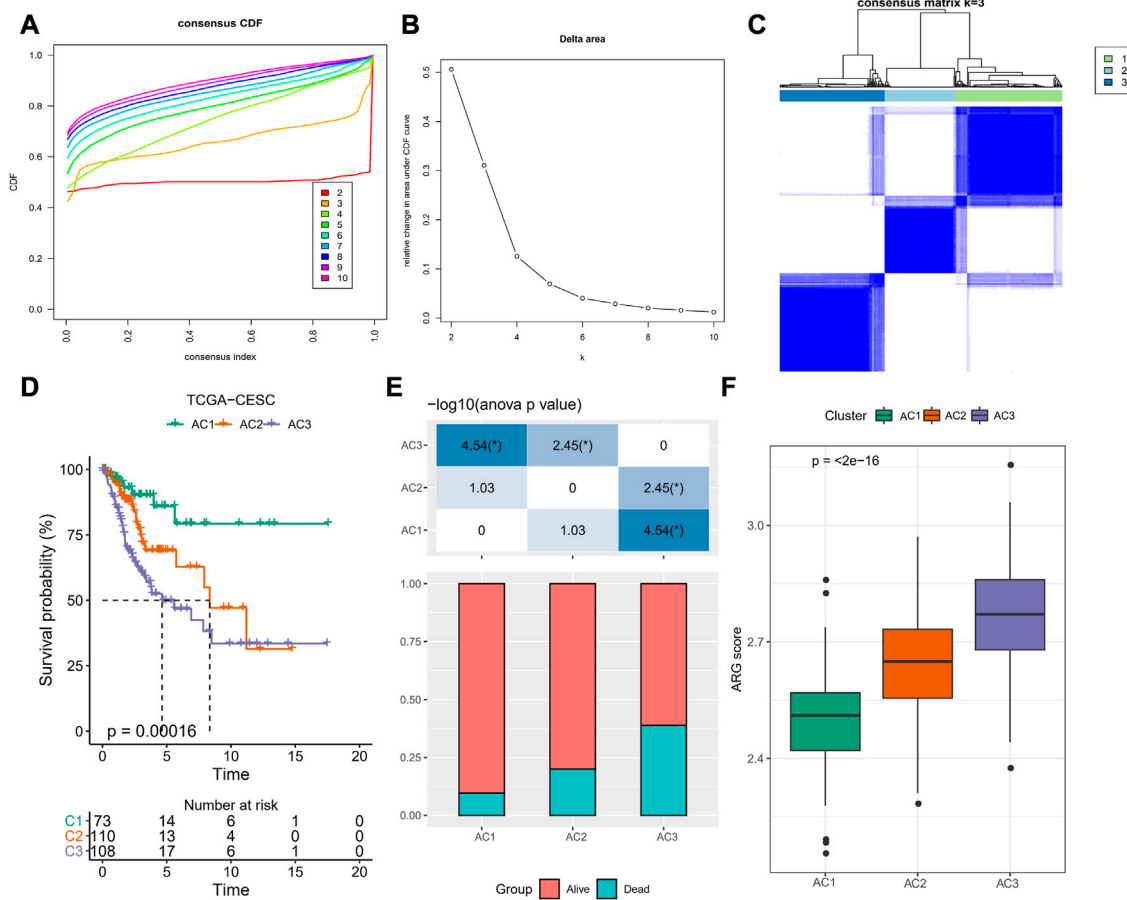 A
consensus CDF
CDF
1.0
0.8
0.6
0.4
0.2
0.0
2
3
4
5
6
7
8
9
10
0.0
0.2
0.4
0.6
0.8
1.0
consensus index
B
Delta area
relative change in area under CDF curve
0.5
0.4
0.3
0.2
0.1
0.0
2
4
6
8
10
k
C
consensus matrix k=3
1
2
3
D
TCGA−CESC
AC1 AC2 AC3
Survival probability (%)
100
75
50
25
0
p = 0.00016
0 5 10 15 20
Time
Number at risk
C1 73 14 6 1 0
C2 110 13 4 0 0
C3 108 17 6 1 0
0 5 10 15 20
Time
E
−log10(anova p value)
AC3 4.54(*) 2.45(*) 0
AC2 1.03 0 2.45(*)
AC1 0 1.03 4.54(*)
1.00
0.75
0.50
0.25
0.00
AC1 AC2 AC3
Group Alive Dead
F
Cluster AC1 AC2 AC3
p = <2e−16
ARG score
3.0
2.7
2.4
AC1 AC2 AC3